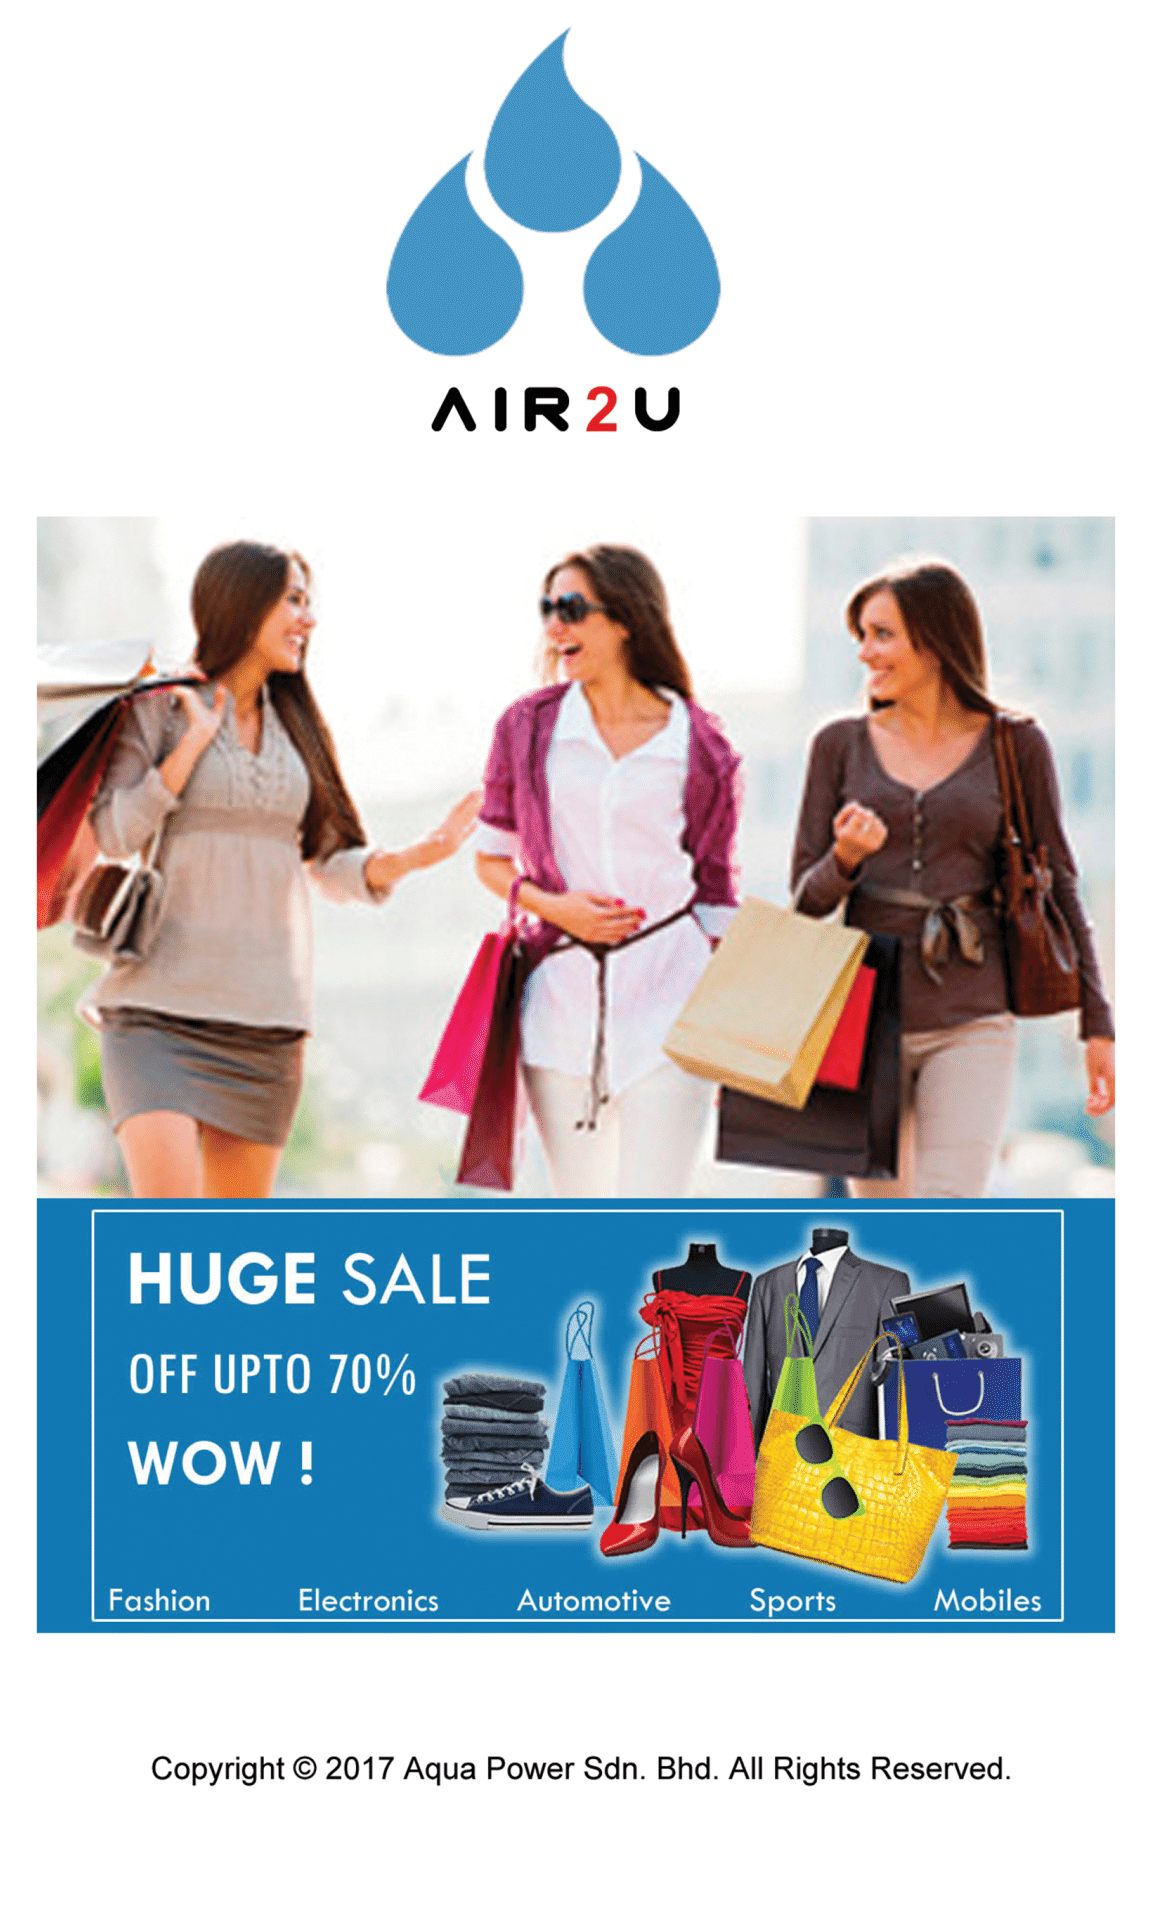 AIR2U
HUGE SALE
OFF UPTO 70%
WOW !
Fashion Electronics Automotive Sports Mobiles
Copyright © 2017 Aqua Power Sdn. Bhd. All Rights Reserved.